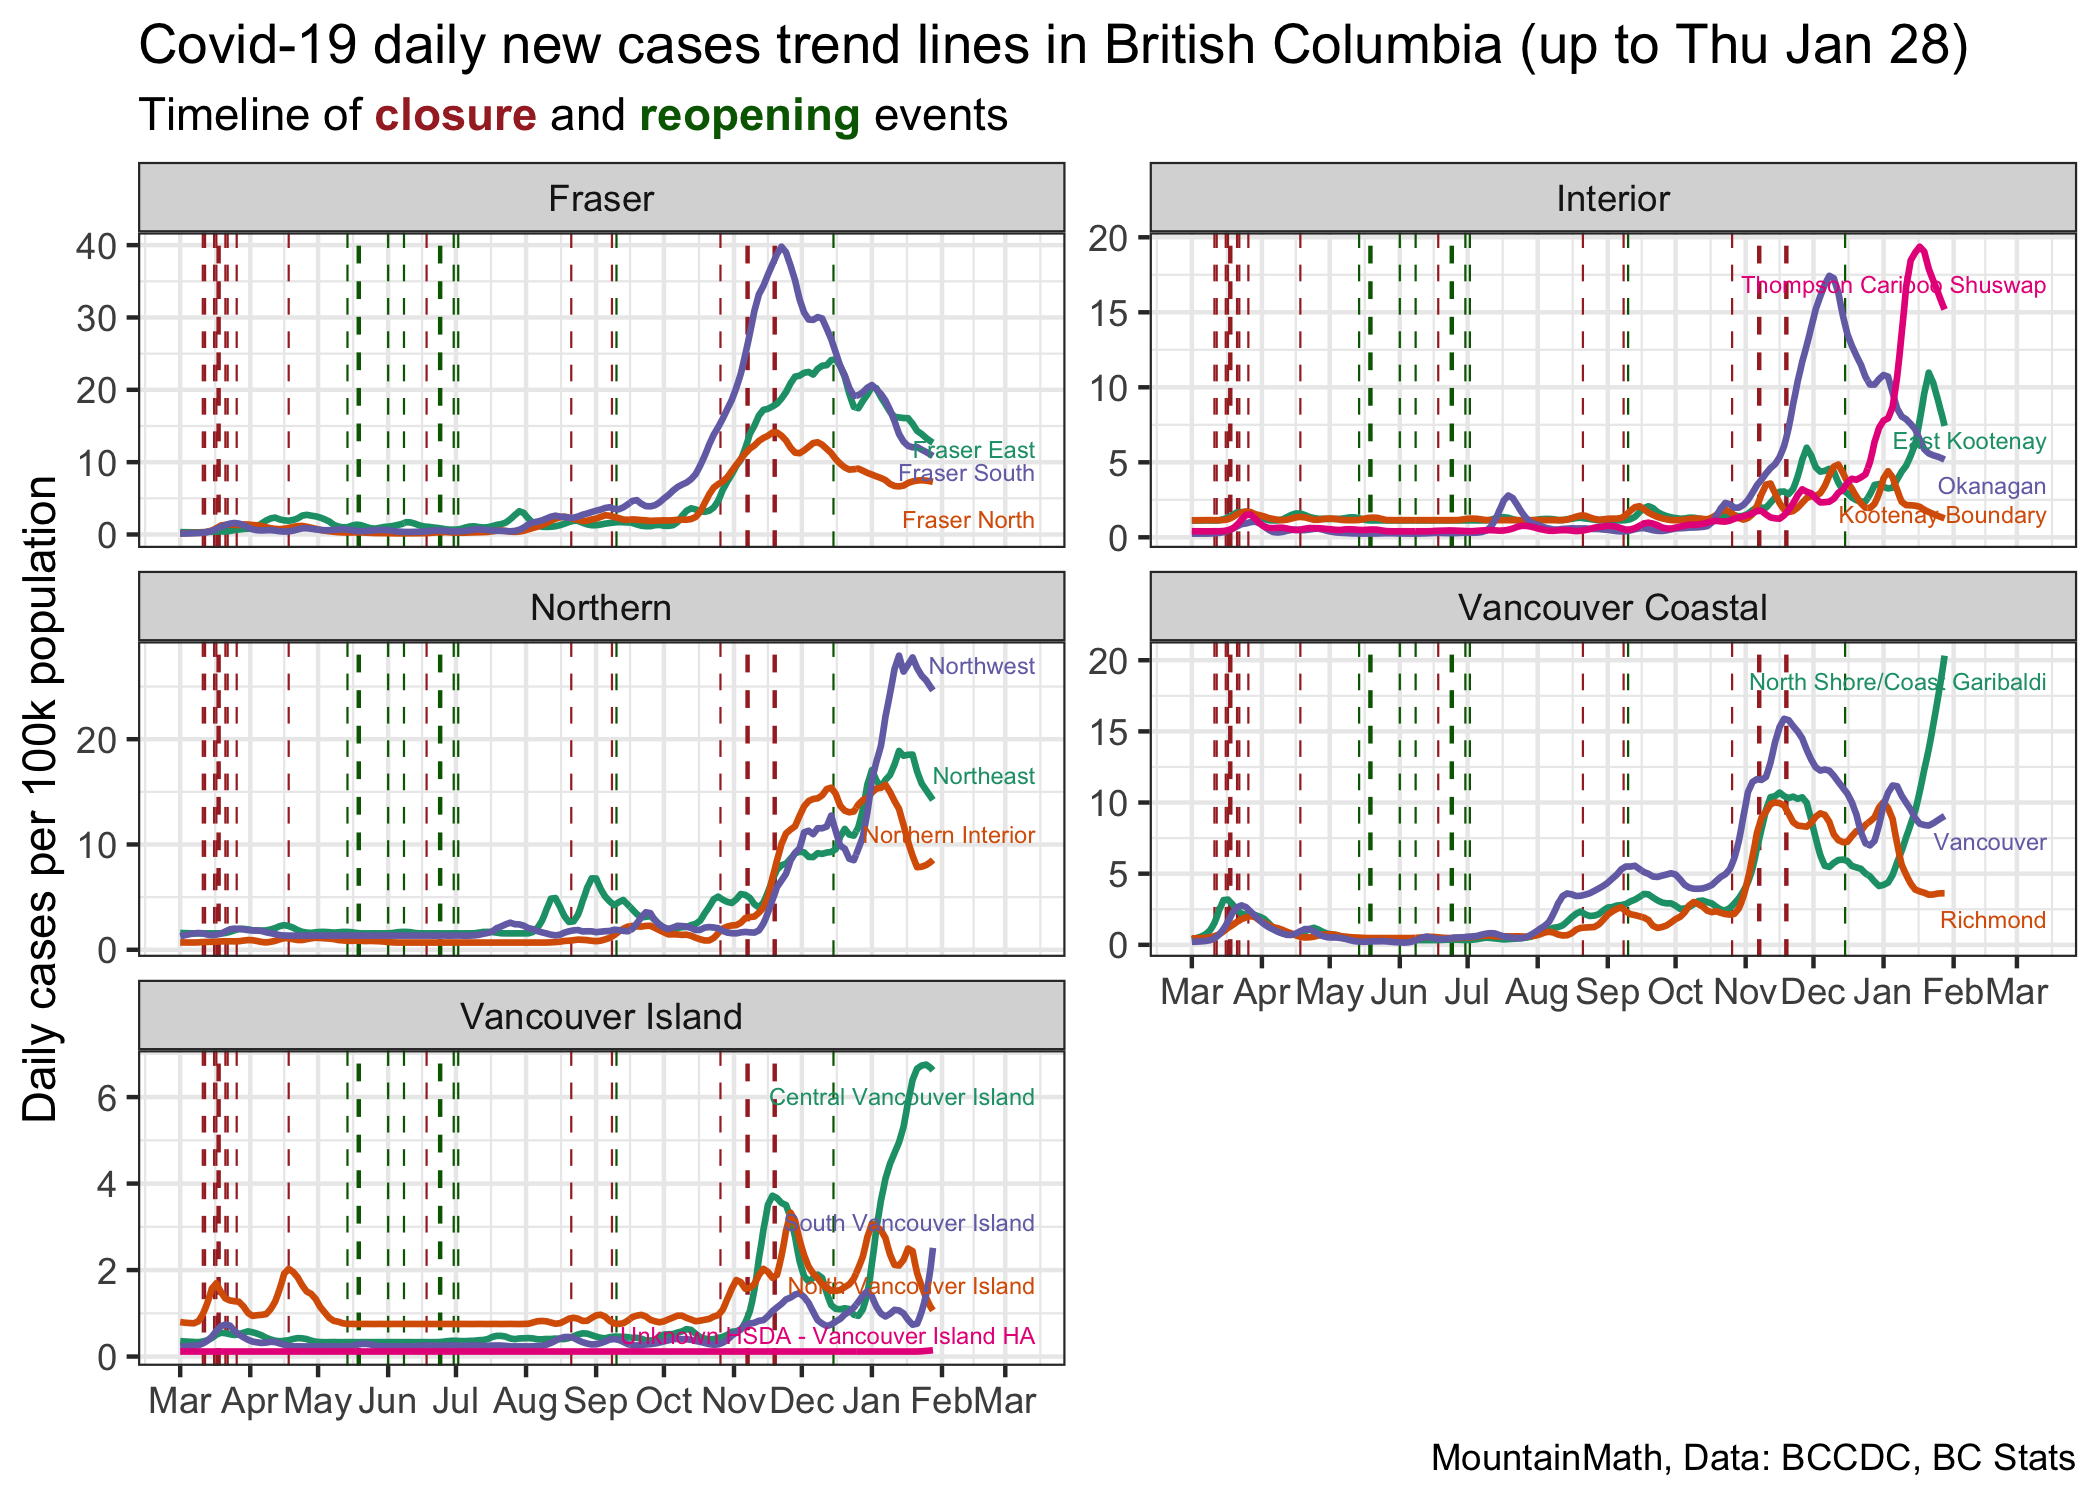 Covid-19 daily new cases trend lines in British Columbia (up to Thu Jan 28)
Timeline of closure and reopening events
Daily cases per 100k population
Fraser
40
30
20
10
0
Fraser East
Fraser South
Fraser North
Interior
20
15
10
5
0
Thompson Cariboo Shuswap
East Kootenay
Okanagan
Kootenay Boundary
Northern
20
10
0
Northwest
Northeast
Northern Interior
Vancouver Coastal
20
15
10
5
0
North Shore/Coast Garibaldi
Vancouver
Richmond
Mar Apr May Jun Jul Aug Sep Oct Nov Dec Jan Feb Mar
Vancouver Island
6
4
2
0
Central Vancouver Island
South Vancouver Island
North Vancouver Island
Unknown HSDA - Vancouver Island HA
Mar Apr May Jun Jul Aug Sep Oct Nov Dec Jan Feb Mar
MountainMath, Data: BCCDC, BC Stats